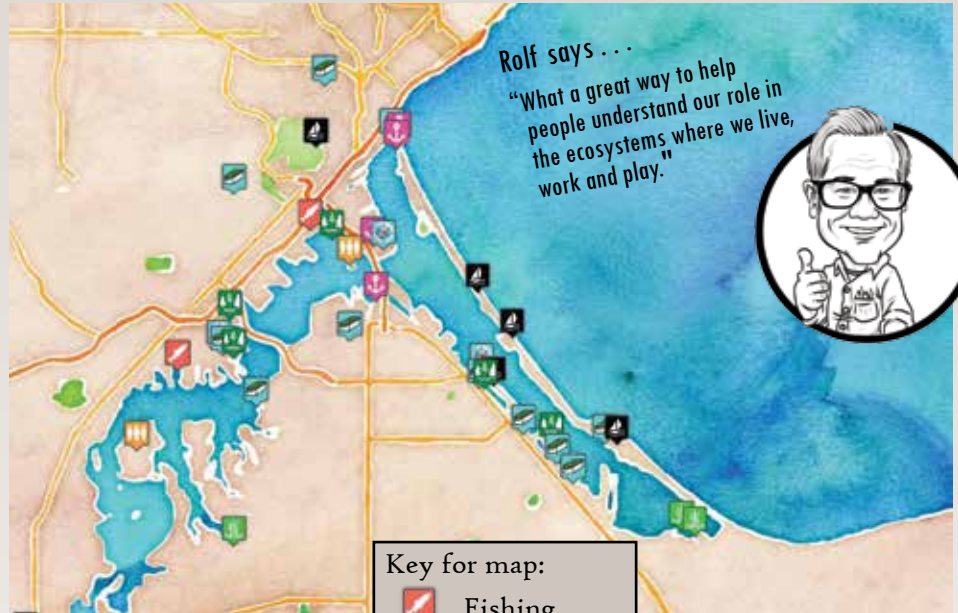 Rolf says . . .
“What a great way to help
people understand our role in
the ecosystems where we live,
work and play."
Key for map:
Fishing